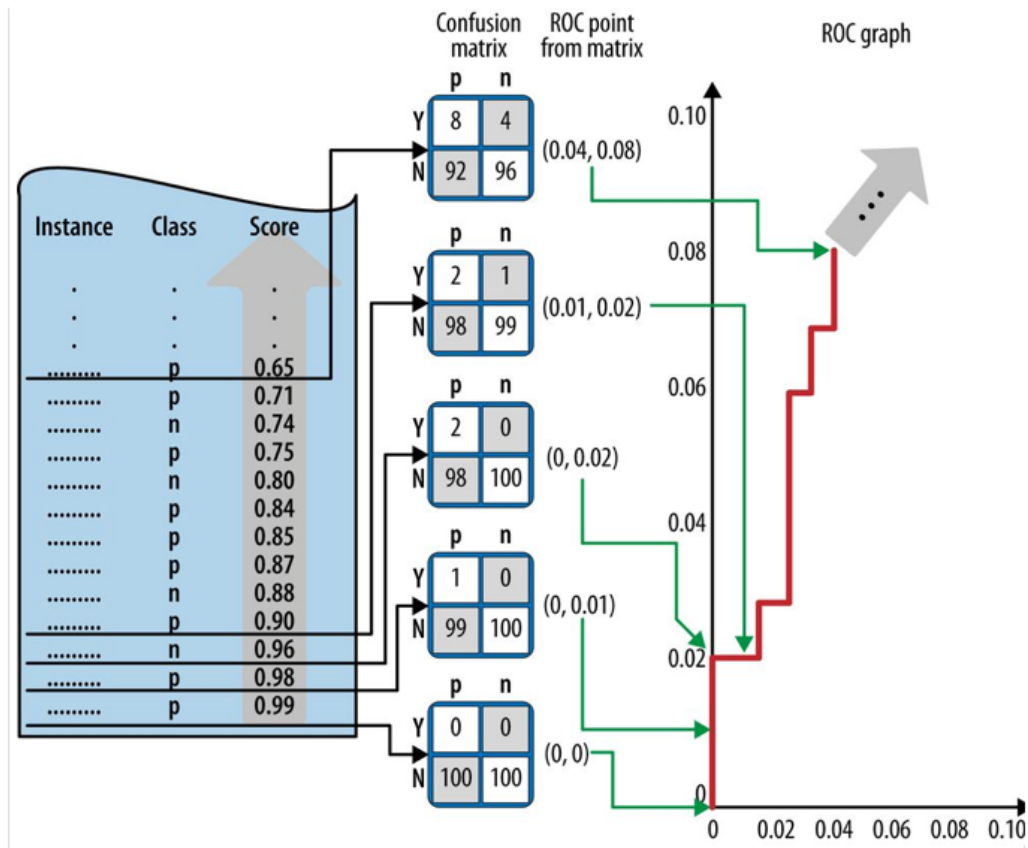 Confusion matrix
ROC point from matrix
ROC graph
Instance Class Score
. . .
. . .
. . .
......... p 0.65
......... p 0.71
......... n 0.74
......... p 0.75
......... n 0.80
......... p 0.84
......... p 0.85
......... p 0.87
......... n 0.88
......... p 0.90
......... n 0.96
......... p 0.98
......... p 0.99
p n
Y 8 4
N 92 96
(0.04, 0.08)
p n
Y 2 1
N 98 99
(0.01, 0.02)
p n
Y 2 0
N 98 100
(0, 0.02)
p n
Y 1 0
N 99 100
(0, 0.01)
p n
Y 0 0
N 100 100
(0, 0)
0.10
0.08
0.06
0.04
0.02
0
...
0 0.02 0.04 0.06 0.08 0.10